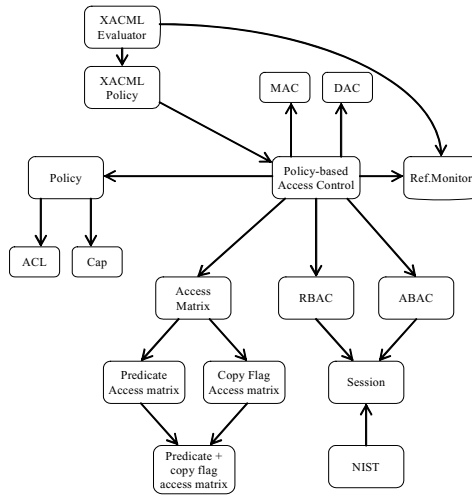 XACML
Evaluator
XACML
Policy
MAC
DAC
Policy
Policy-based
Access Control
Ref.Monitor
ACL
Cap
Access
Matrix
RBAC
ABAC
Predicate
Access matrix
Copy Flag
Access matrix
Session
Predicate +
copy flag
access matrix
NIST